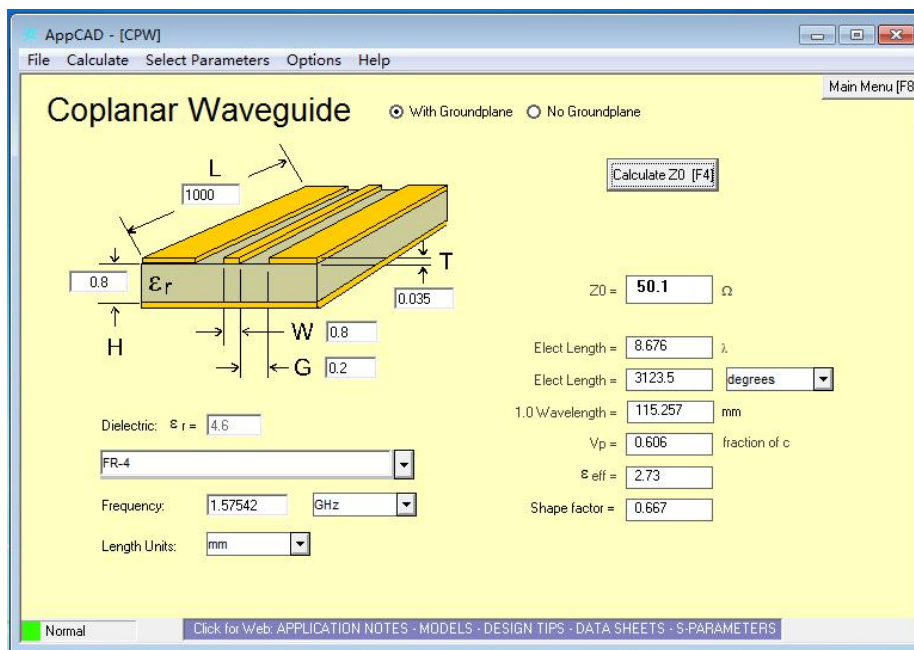 AppCAD - [CPW]
File Calculate Select Parameters Options Help
Main Menu [F8
Coplanar Waveguide
With Groundplane No Groundplane
L
1000
Calculate Z0 [F4]
0.8
εr
T
0.035
H
W 0.8
G 0.2
Z0 = 50.1 Ω
Elect Length = 8.676 λ
Elect Length = 3123.5 degrees
1.0 Wavelength = 115.257 mm
Vp = 0.606 fraction of c
ε eff = 2.73
Shape factor = 0.667
Dielectric: ε r = 4.6
FR-4
Frequency: 1.57542 GHz
Length Units: mm
Normal
Click for Web: APPLICATION NOTES - MODELS - DESIGN TIPS - DATA SHEETS - S-PARAMETERS